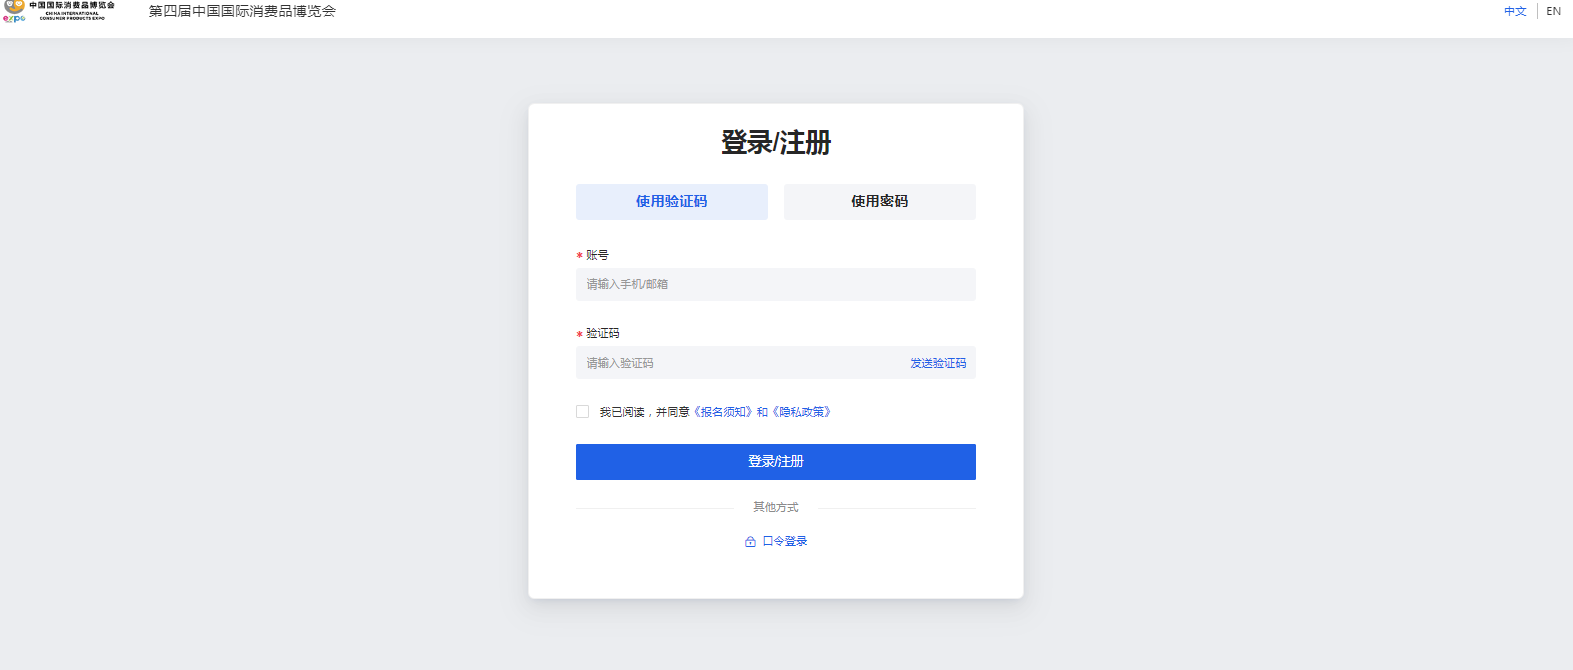 中国国际消费品博览会
CHINA INTERNATIONAL
CONSUMER PRODUCTS EXPO
expo
第四届中国国际消费品博览会
中文
EN
登录/注册
使用验证码
使用密码
* 账号
请输入手机/邮箱
* 验证码
请输入验证码
发送验证码
我已阅读，并同意《报名须知》和《隐私政策》
登录/注册
其他方式
口令登录